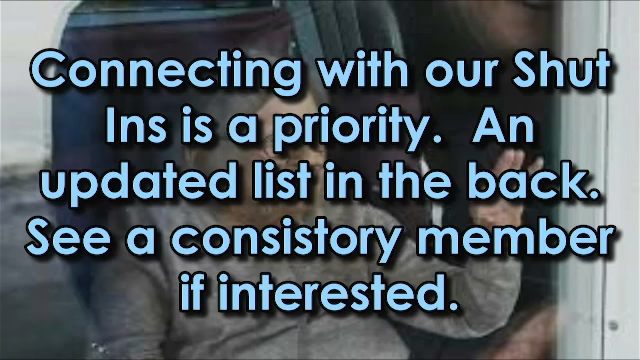 Connecting with our Shut
Ins is a priority.  An
updated list in the back.
See a consistory member
if interested.